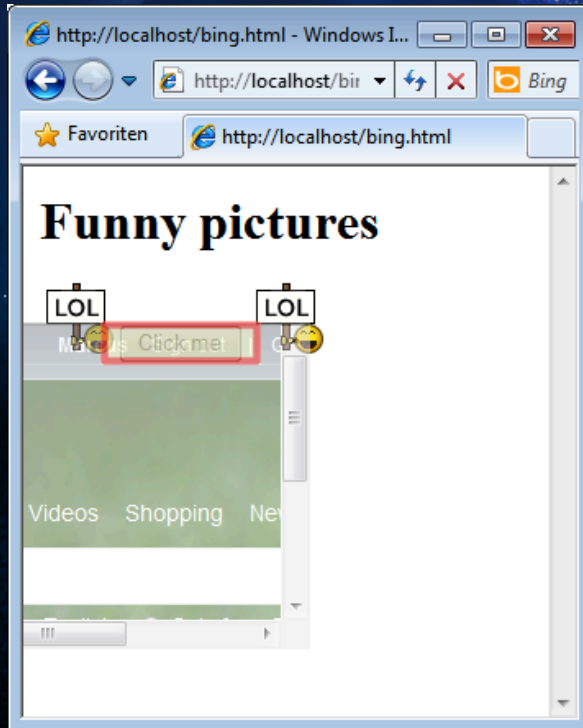 http://localhost/bing.html - Windows I...
http://localhost/bin Bing
Favoriten http://localhost/bing.html
Funny pictures
LOL LOL
Click me
Videos Shopping Ne